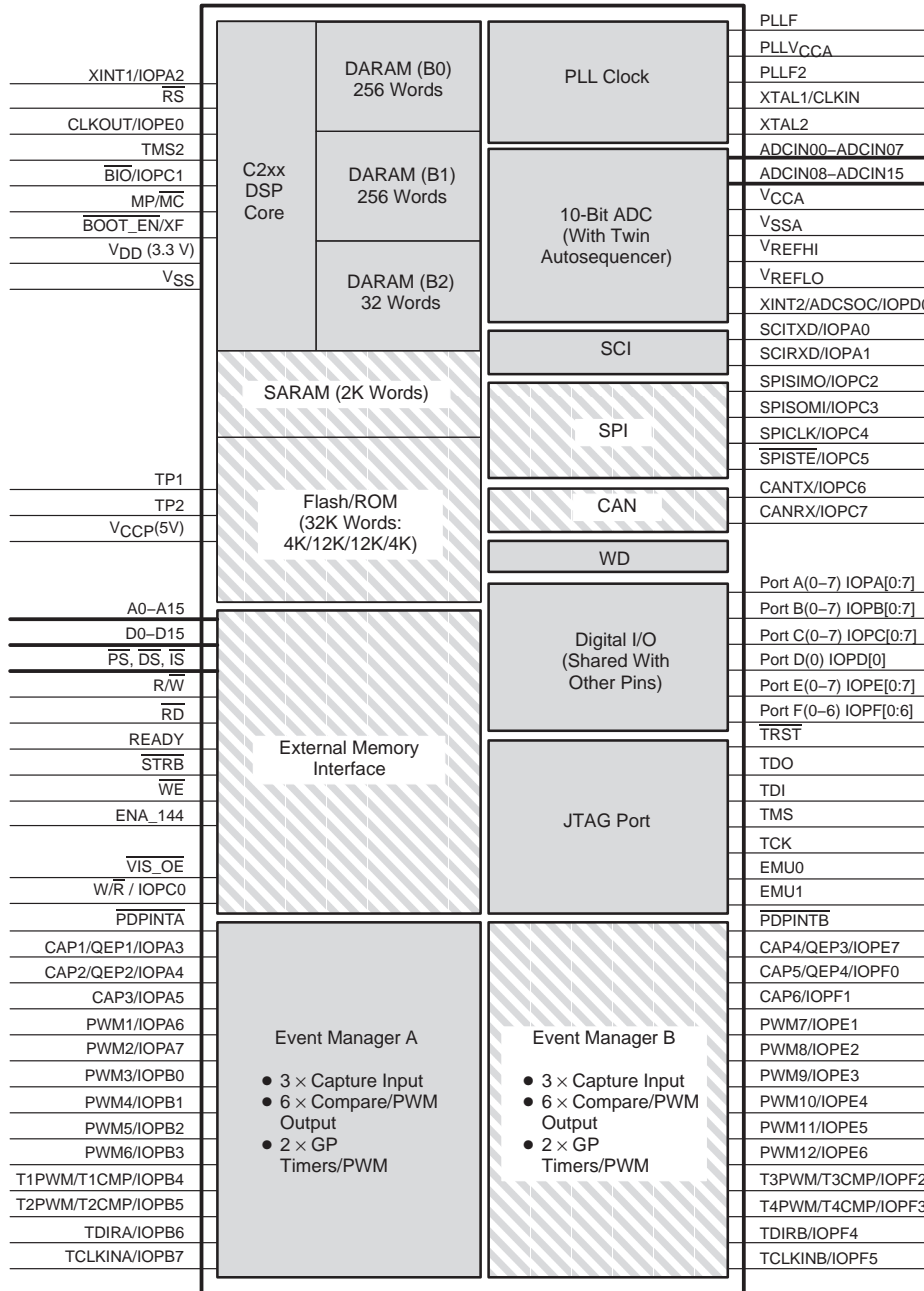 XINT1/IOPA2
RS
CLKOUT/IOPE0
TMS2
BIO/IOPC1
MP/MC
BOOT_EN/XF
VDD (3.3 V)
VSS
TP1
TP2
VCCP(5V)
A0–A15
D0–D15
PS, DS, IS
R/W
RD
READY
STRB
WE
ENA_144
VIS_OE
W/R / IOPC0
PDPINTA
CAP1/QEP1/IOPA3
CAP2/QEP2/IOPA4
CAP3/IOPA5
PWM1/IOPA6
PWM2/IOPA7
PWM3/IOPB0
PWM4/IOPB1
PWM5/IOPB2
PWM6/IOPB3
T1PWM/T1CMP/IOPB4
T2PWM/T2CMP/IOPB5
TDIRA/IOPB6
TCLKINA/IOPB7
C2xx
DSP
Core
DARAM (B0)
256 Words
DARAM (B1)
256 Words
DARAM (B2)
32 Words
SARAM (2K Words)
Flash/ROM
(32K Words:
4K/12K/12K/4K)
External Memory
Interface
Event Manager A
● 3 × Capture Input
● 6 × Compare/PWM
Output
● 2 × GP
Timers/PWM
PLL Clock
10-Bit ADC
(With Twin
Autosequencer)
SCI
SPI
CAN
WD
Digital I/O
(Shared With
Other Pins)
JTAG Port
Event Manager B
● 3 × Capture Input
● 6 × Compare/PWM
Output
● 2 × GP
Timers/PWM
PLLF
PLLVCCA
PLLF2
XTAL1/CLKIN
XTAL2
ADCIN00–ADCIN07
ADCIN08–ADCIN15
VCCA
VSSA
VREFHI
VREFLO
XINT2/ADCSOC/IOPD0
SCITXD/IOPA0
SCIRXD/IOPA1
SPISIMO/IOPC2
SPISOMI/IOPC3
SPICLK/IOPC4
SPISTE/IOPC5
CANTX/IOPC6
CANRX/IOPC7
Port A(0–7) IOPA[0:7]
Port B(0–7) IOPB[0:7]
Port C(0–7) IOPC[0:7]
Port D(0) IOPD[0]
Port E(0–7) IOPE[0:7]
Port F(0–6) IOPF[0:6]
TRST
TDO
TDI
TMS
TCK
EMU0
EMU1
PDPINTB
CAP4/QEP3/IOPE7
CAP5/QEP4/IOPF0
CAP6/IOPF1
PWM7/IOPE1
PWM8/IOPE2
PWM9/IOPE3
PWM10/IOPE4
PWM11/IOPE5
PWM12/IOPE6
T3PWM/T3CMP/IOPF2
T4PWM/T4CMP/IOPF3
TDIRB/IOPF4
TCLKINB/IOPF5